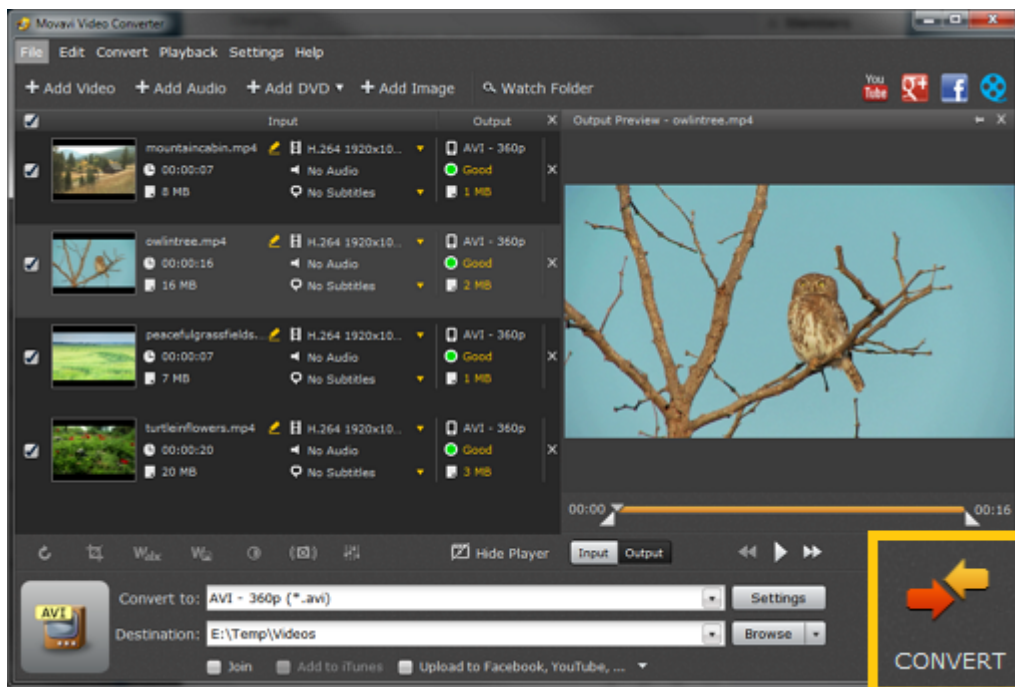 Movavi Video Converter
File Edit Convert Playback Settings Help
+ Add Video + Add Audio + Add DVD + Add Image Watch Folder
You Tube
g+
f
Input Output X Output Preview - owlintree.mp4 X
mountaincabin.mp4 H.264 1920x10... AVI - 360p
00:00:07 No Audio Good X
8 MB No Subtitles 1 MB
owlintree.mp4 H.264 1920x10... AVI - 360p
00:00:16 No Audio Good X
16 MB No Subtitles 2 MB
peacefulgrassfields... H.264 1920x10... AVI - 360p
00:00:07 No Audio Good X
7 MB No Subtitles 1 MB
turtleinflowers.mp4 H.264 1920x10... AVI - 360p
00:00:20 No Audio Good X
20 MB No Subtitles 3 MB
00:00 00:16
Wabc Hide Player Input Output
AVI
Convert to: AVI - 360p (*.avi) Settings
Destination: E:\Temp\Videos Browse
Join Add to iTunes Upload to Facebook, YouTube, ...
CONVERT